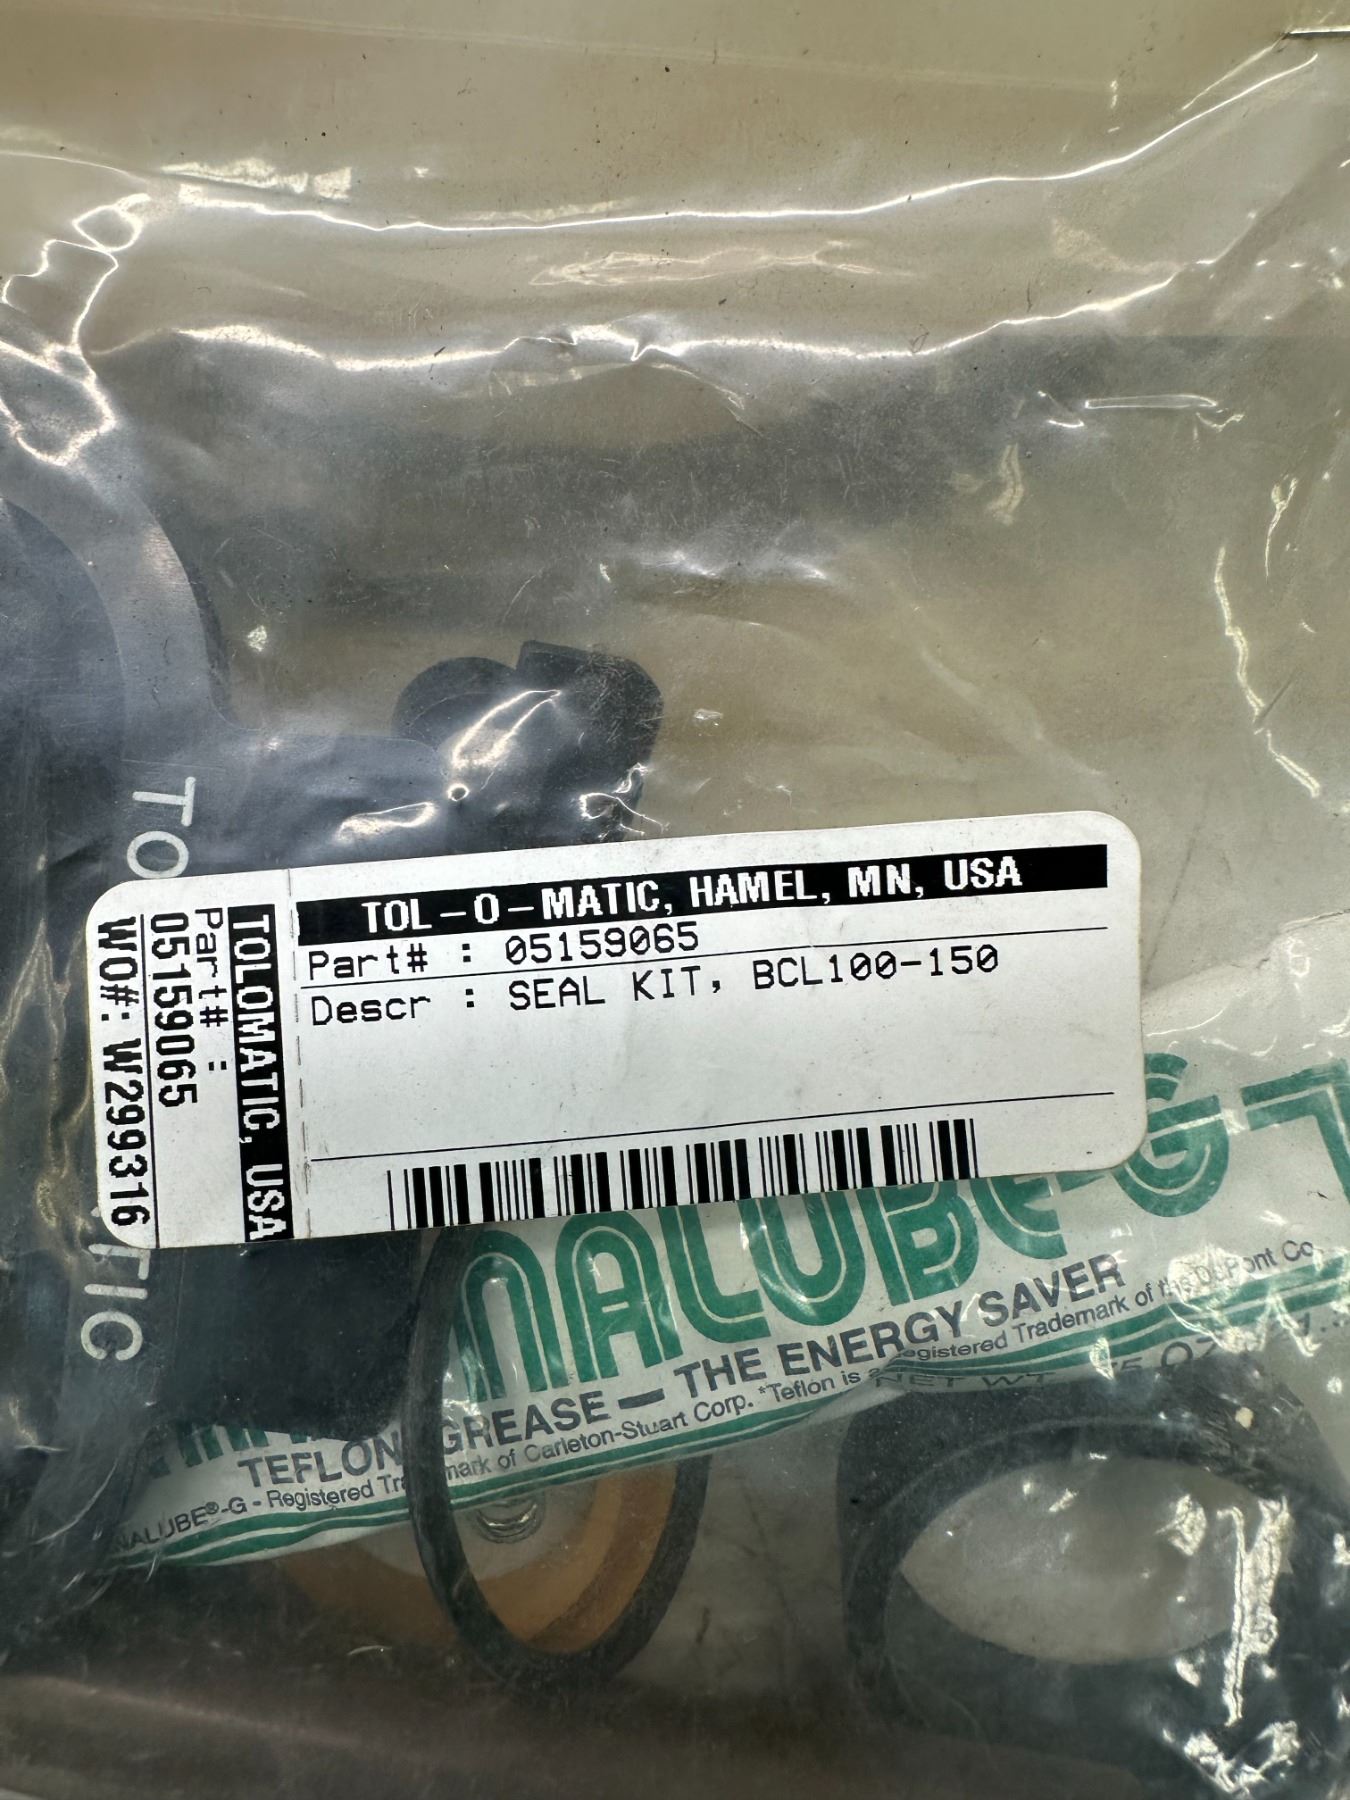 TOL-O-MATIC, HAMEL, MN, USA
Part# : 05159065
Descr : SEAL KIT, BCL100-150
TOLOMATIC, USA
Part# :
05159065
WO#: W299316
TO
TIC
NALUBE-G
TEFLON GREASE — THE ENERGY SAVER
NALUBE®-G - Registered Trademark of Carleton-Stuart Corp. *Teflon is a registered Trademark of the DuPont Co.
NET WT.
OZ